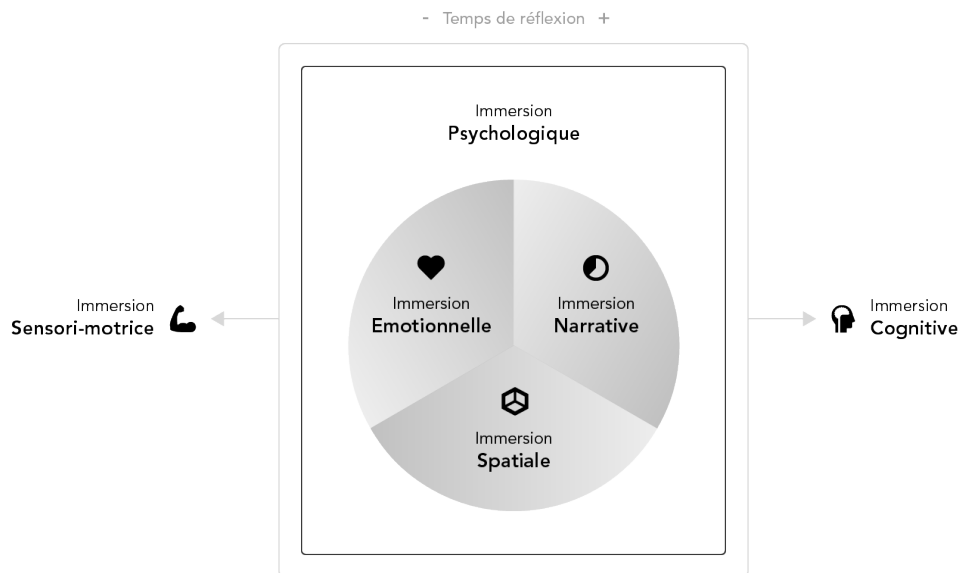 - Temps de réflexion +
Immersion
Psychologique
Immersion
Emotionnelle
Immersion
Narrative
Immersion
Sensori-motrice
Immersion
Cognitive
Immersion
Spatiale